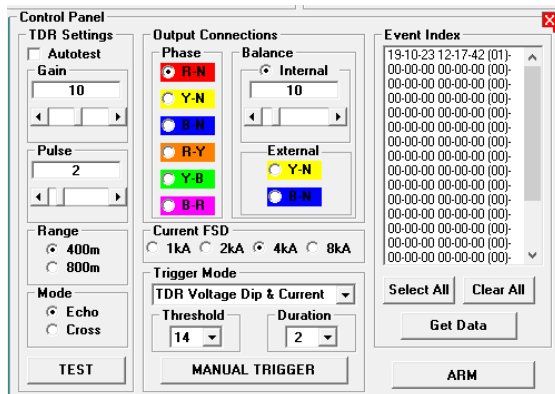 Control Panel
TDR Settings
Autotest
Gain
10
Pulse
2
Range
400m
800m
Mode
Echo
Cross
TEST
Output Connections
Phase
R-N
Y-N
B-N
R-Y
Y-B
B-R
Balance
Internal
10
External
Y-N
B-N
Current FSD
1kA 2kA 4kA 8kA
Trigger Mode
TDR Voltage Dip & Current
Threshold
14
Duration
2
MANUAL TRIGGER
Event Index
19-10-23 12-17-42 (01)-
00-00-00 00-00-00 (00)-
00-00-00 00-00-00 (00)-
00-00-00 00-00-00 (00)-
00-00-00 00-00-00 (00)-
00-00-00 00-00-00 (00)-
00-00-00 00-00-00 (00)-
00-00-00 00-00-00 (00)-
00-00-00 00-00-00 (00)-
00-00-00 00-00-00 (00)-
00-00-00 00-00-00 (00)-
00-00-00 00-00-00 (00)-
00-00-00 00-00-00 (00)-
00-00-00 00-00-00 (00)-
00-00-00 00-00-00 (00)-
Select All
Clear All
Get Data
ARM